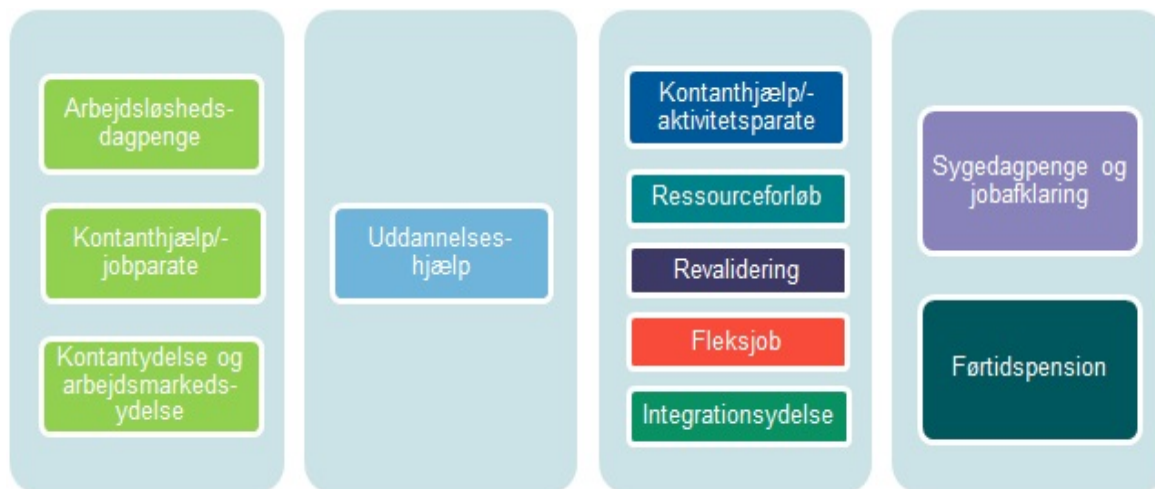 Arbejdsløsheds-
dagpenge
Kontanthjælp/-
jobparate
Kontantydelse og
arbejdsmarkeds-
ydelse
Uddannelses-
hjælp
Kontanthjælp/-
aktivitetsparate
Ressourceforløb
Revalidering
Fleksjob
Integrationsydelse
Sygedagpenge og
jobafklaring
Førtidspension